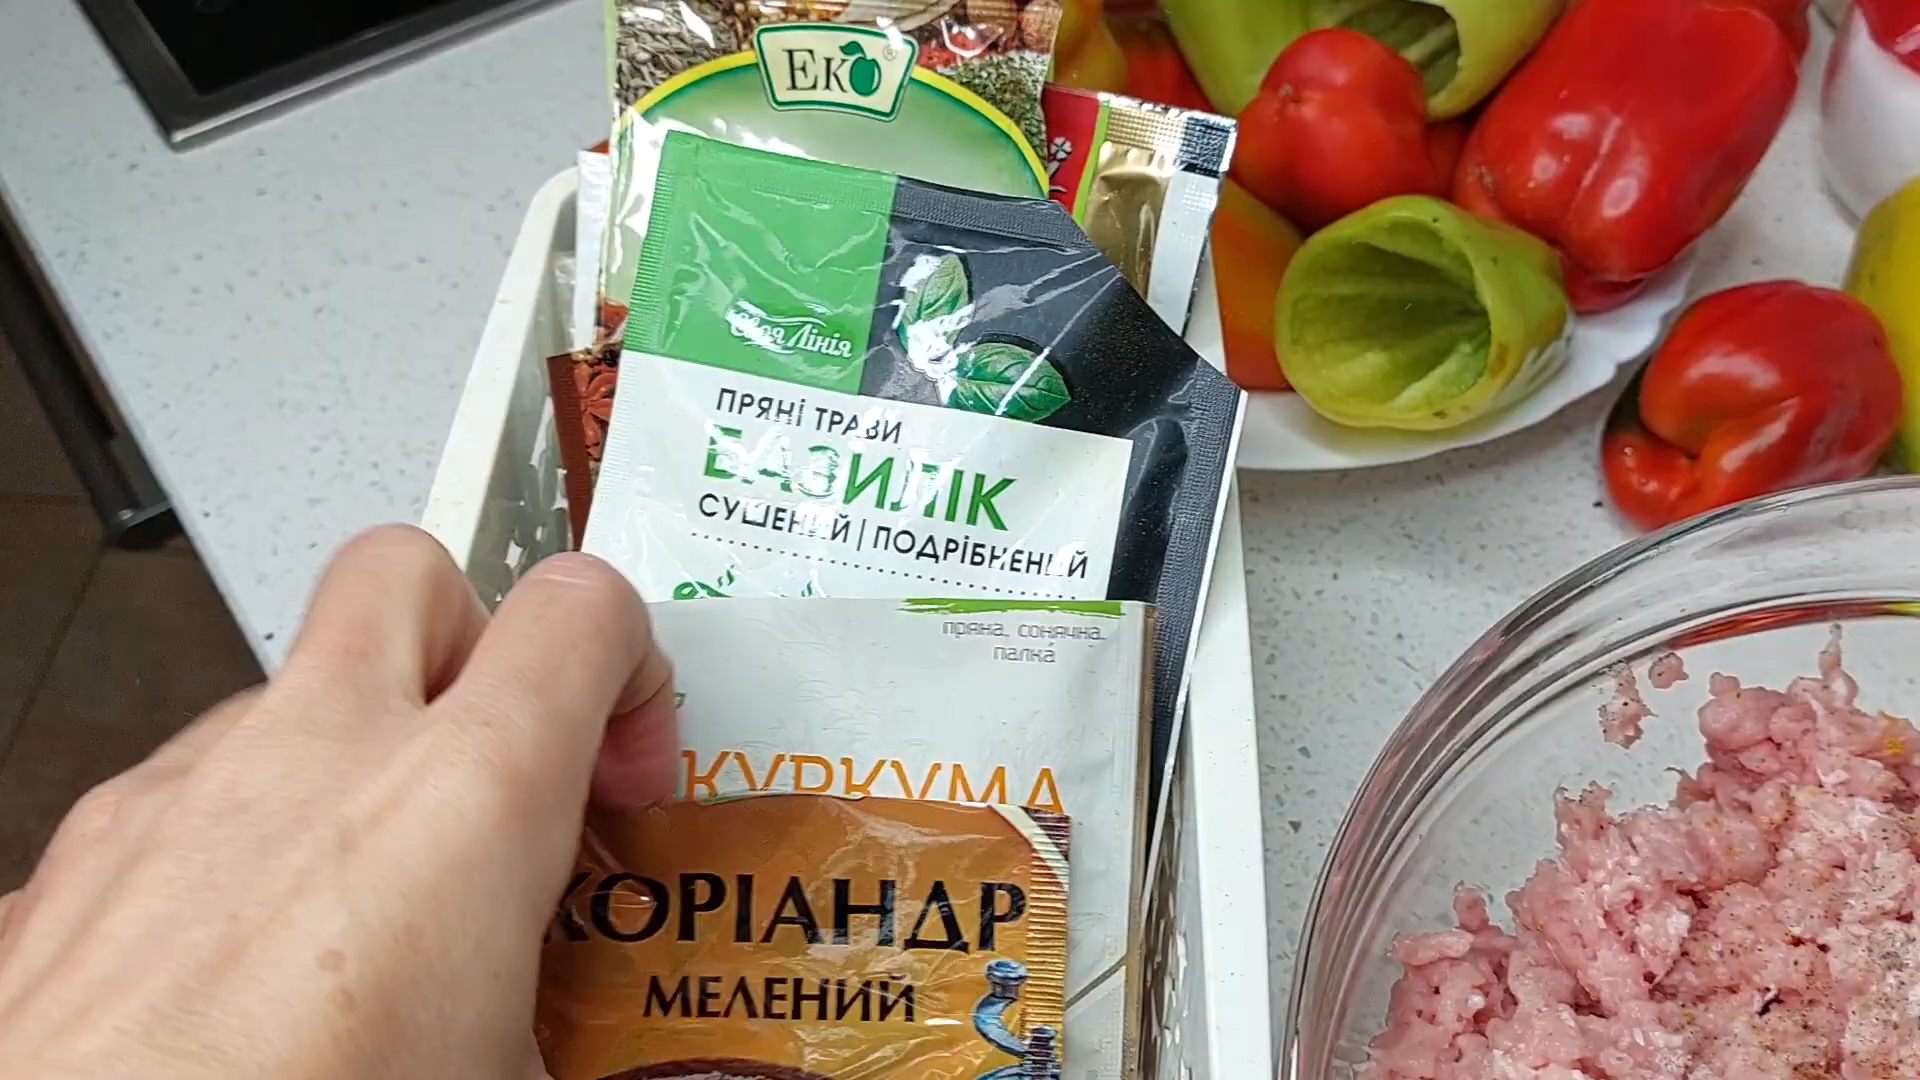 Еко
Своя Лінія
ПРЯНІ ТРАВИ
БАЗИЛІК
СУШЕНИЙ | ПОДРІБНЕНИЙ
пряна, сонячна,
палка
КУРКУМА
КОРІАНДР
МЕЛЕНИЙ